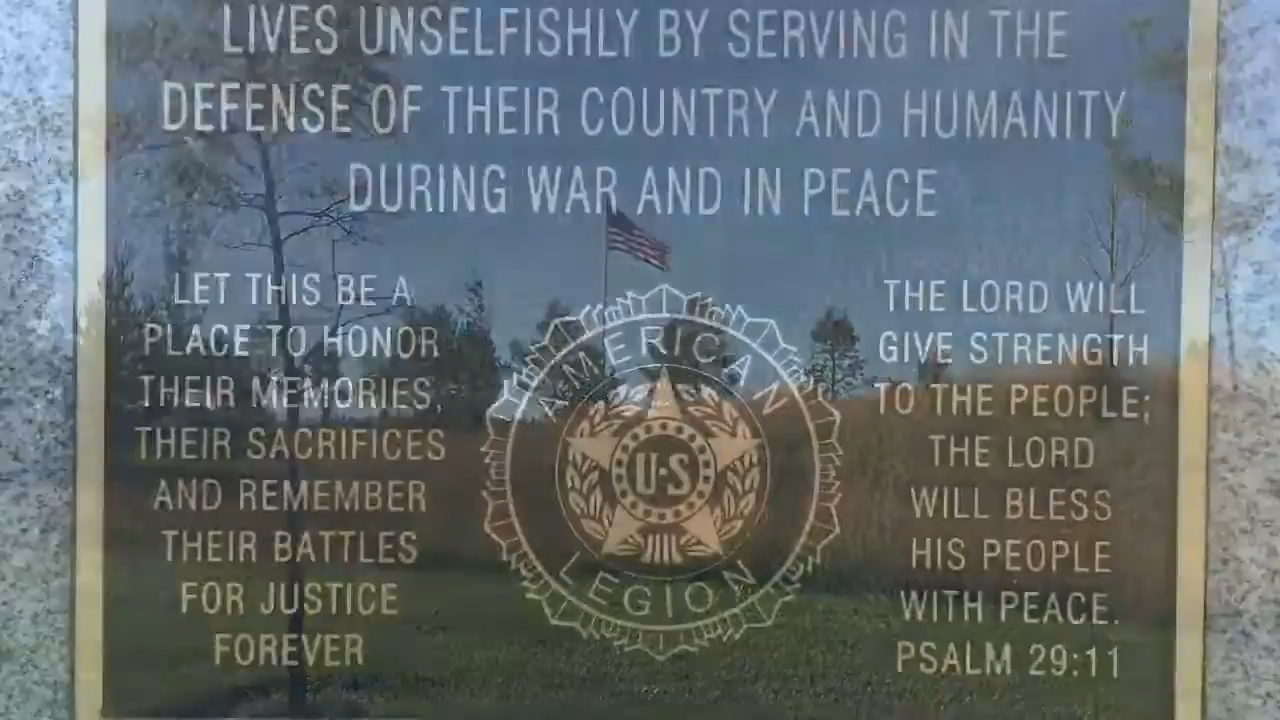 LIVES UNSELFISHLY BY SERVING IN THE
DEFENSE OF THEIR COUNTRY AND HUMANITY
DURING WAR AND IN PEACE
LET THIS BE A
PLACE TO HONOR
THEIR MEMORIES,
THEIR SACRIFICES
AND REMEMBER
THEIR BATTLES
FOR JUSTICE
FOREVER
AMERICAN
U·S
LEGION
THE LORD WILL
GIVE STRENGTH
TO THE PEOPLE;
THE LORD
WILL BLESS
HIS PEOPLE
WITH PEACE.
PSALM 29:11